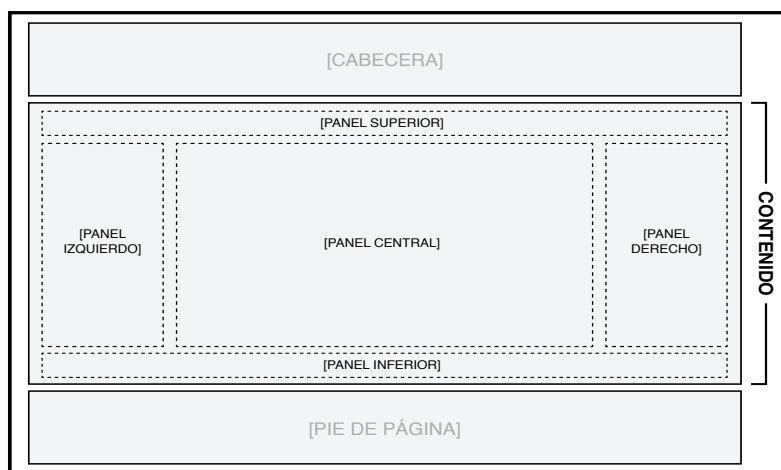 [CABECERA]
[PANEL SUPERIOR]
[PANEL
IZQUIERDO]
[PANEL CENTRAL]
[PANEL
DERECHO]
[PANEL INFERIOR]
CONTENIDO
[PIE DE PÁGINA]